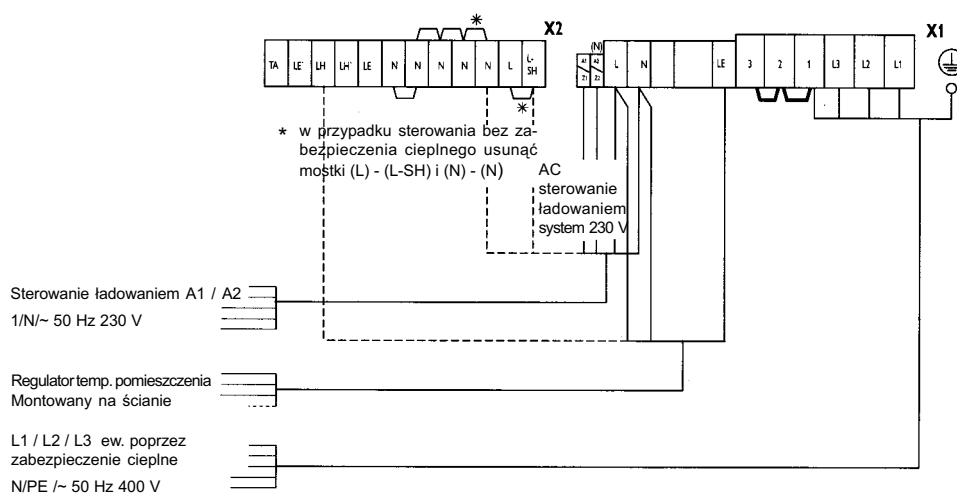 X2
TA LE' LH LH' LE N N N N N L L-SH
*
*
(N)
A1 A2
Z1 Z2
L N LE 3 2 1 L3 L2 L1
X1
* w przypadku sterowania bez za-
bezpieczenia cieplnego usunąć
mostki (L) - (L-SH) i (N) - (N)
AC
sterowanie
ładowaniem
system 230 V
Sterowanie ładowaniem A1 / A2
1/N/~ 50 Hz 230 V
Regulator temp. pomieszczenia
Montowany na ścianie
L1 / L2 / L3 ew. poprzez
zabezpieczenie cieplne
N/PE /~ 50 Hz 400 V